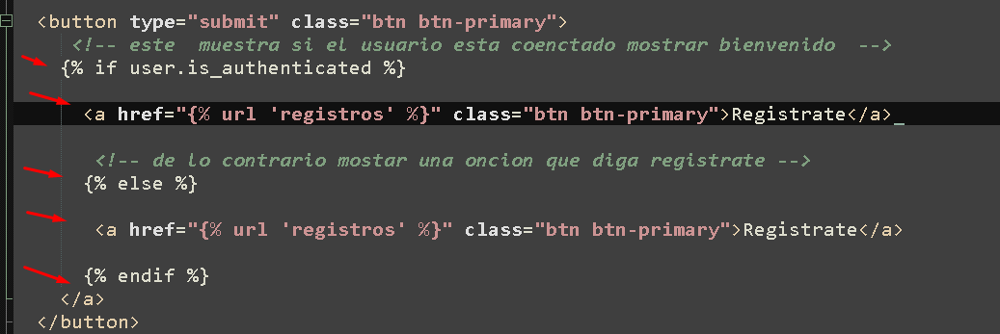 <button type="submit" class="btn btn-primary">
<!-- este  muestra si el usuario esta coenctado mostrar bienvenido  -->
{% if user.is_authenticated %}
<a href="{% url 'registros' %}" class="btn btn-primary">Registrate</a>
<!-- de lo contrario mostar una oncion que diga registrate -->
{% else %}
<a href="{% url 'registros' %}" class="btn btn-primary">Registrate</a>
{% endif %}
</a>
</button>